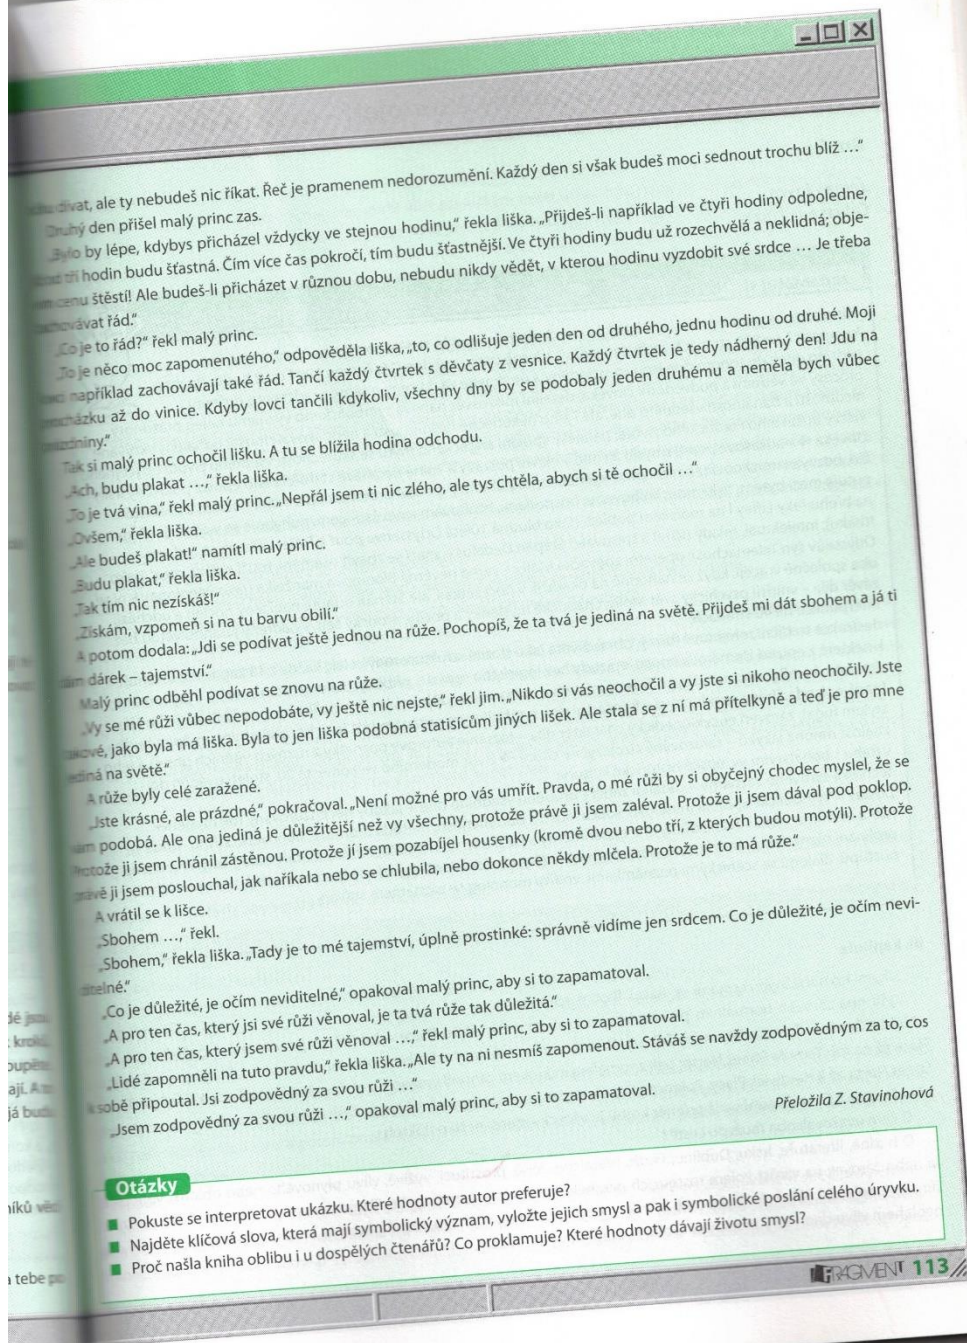 dívat, ale ty nebudeš nic říkat. Řeč je pramenem nedorozumění. Každý den si však budeš moci sednout trochu blíž …“
Druhý den přišel malý princ zas.
„Bylo by lépe, kdybys přicházel vždycky ve stejnou hodinu,“ řekla liška. „Přijdeš-li například ve čtyři hodiny odpoledne,
tří hodin budu šťastná. Čím více čas pokročí, tím budu šťastnější. Ve čtyři hodiny budu už rozechvělá a neklidná; obje-
cenu štěstí! Ale budeš-li přicházet v různou dobu, nebudu nikdy vědět, v kterou hodinu vyzdobit své srdce … Je třeba
zachovávat řád.“
„Co je to řád?“ řekl malý princ.
„To je něco moc zapomenutého,“ odpověděla liška, „to, co odlišuje jeden den od druhého, jednu hodinu od druhé. Moji
lovci například zachovávají také řád. Tančí každý čtvrtek s děvčaty z vesnice. Každý čtvrtek je tedy nádherný den! Jdu na
procházku až do vinice. Kdyby lovci tančili kdykoliv, všechny dny by se podobaly jeden druhému a neměla bych vůbec
prázdniny.“
Tak si malý princ ochočil lišku. A tu se blížila hodina odchodu.
„Ach, budu plakat …,“ řekla liška.
„To je tvá vina,“ řekl malý princ. „Nepřál jsem ti nic zlého, ale tys chtěla, abych si tě ochočil …“
„Ovšem,“ řekla liška.
„Ale budeš plakat!“ namítl malý princ.
„Budu plakat,“ řekla liška.
„Tak tím nic nezískáš!“
„Získám, vzpomeň si na tu barvu obilí.“
A potom dodala: „Jdi se podívat ještě jednou na růže. Pochopíš, že ta tvá je jediná na světě. Přijdeš mi dát sbohem a já ti
dám dárek – tajemství.“
Malý princ odběhl podívat se znovu na růže.
„Vy se mé růži vůbec nepodobáte, vy ještě nic nejste,“ řekl jim. „Nikdo si vás neochočil a vy jste si nikoho neochočily. Jste
takové, jako byla má liška. Byla to jen liška podobná statisícům jiných lišek. Ale stala se z ní má přítelkyně a teď je pro mne
jediná na světě.“
A růže byly celé zaražené.
„Jste krásné, ale prázdné,“ pokračoval. „Není možné pro vás umřít. Pravda, o mé růži by si obyčejný chodec myslel, že se
vám podobá. Ale ona jediná je důležitější než vy všechny, protože právě ji jsem zaléval. Protože ji jsem dával pod poklop.
Protože ji jsem chránil zástěnou. Protože jí jsem pozabíjel housenky (kromě dvou nebo tří, z kterých budou motýli). Protože
právě ji jsem poslouchal, jak naříkala nebo se chlubila, nebo dokonce někdy mlčela. Protože je to má růže.“
A vrátil se k lišce.
„Sbohem …,“ řekl.
„Sbohem,“ řekla liška. „Tady je to mé tajemství, úplně prostinké: správně vidíme jen srdcem. Co je důležité, je očím nevi-
ditelné.“
„Co je důležité, je očím neviditelné,“ opakoval malý princ, aby si to zapamatoval.
„A pro ten čas, který jsi své růži věnoval, je ta tvá růže tak důležitá.“
„A pro ten čas, který jsem své růži věnoval …,“ řekl malý princ, aby si to zapamatoval.
„Lidé zapomněli na tuto pravdu,“ řekla liška. „Ale ty na ni nesmíš zapomenout. Stáváš se navždy zodpovědným za to, cos
k sobě připoutal. Jsi zodpovědný za svou růži …“
„Jsem zodpovědný za svou růži …,“ opakoval malý princ, aby si to zapamatoval.
Přeložila Z. Stavinohová
Otázky
Pokuste se interpretovat ukázku. Které hodnoty autor preferuje?
Najděte klíčová slova, která mají symbolický význam, vyložte jejich smysl a pak i symbolické poslání celého úryvku.
Proč našla kniha oblibu i u dospělých čtenářů? Co proklamuje? Které hodnoty dávají životu smysl?
FRAGMENT 113